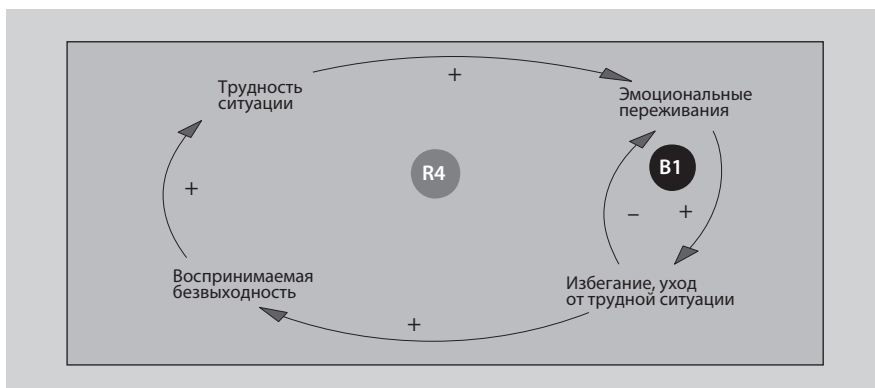 +
Трудность
ситуации
Эмоциональные
переживания
R4
B1
+
–
+
Воспринимаемая
безвыходность
Избегание, уход
от трудной ситуации
+